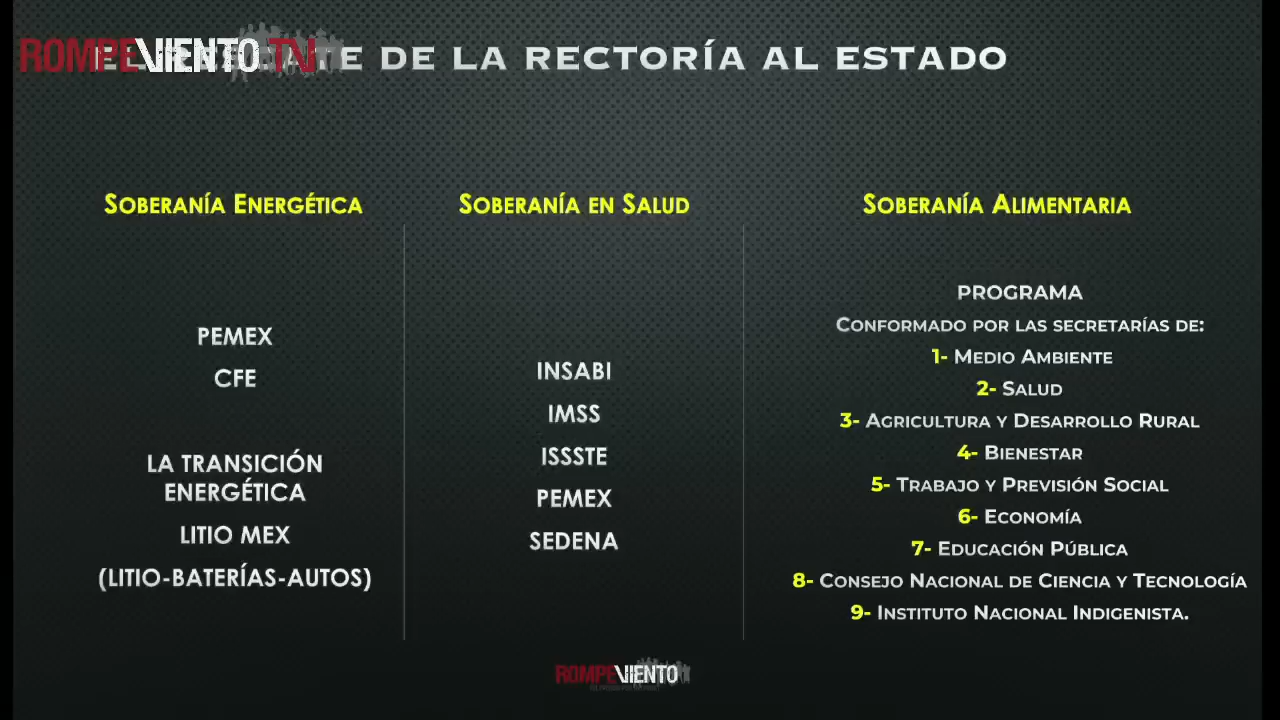 ROMPEVIENTO TV
DE LA RECTORÍA AL ESTADO
SOBERANÍA ENERGÉTICA
PEMEX
CFE
LA TRANSICIÓN
ENERGÉTICA
LITIO MEX
(LITIO-BATERÍAS-AUTOS)
SOBERANÍA EN SALUD
INSABI
IMSS
ISSSTE
PEMEX
SEDENA
SOBERANÍA ALIMENTARIA
PROGRAMA
CONFORMADO POR LAS SECRETARÍAS DE:
1- MEDIO AMBIENTE
2- SALUD
3- AGRICULTURA Y DESARROLLO RURAL
4- BIENESTAR
5- TRABAJO Y PREVISIÓN SOCIAL
6- ECONOMÍA
7- EDUCACIÓN PÚBLICA
8- CONSEJO NACIONAL DE CIENCIA Y TECNOLOGÍA
9- INSTITUTO NACIONAL INDIGENISTA.
ROMPEVIENTO